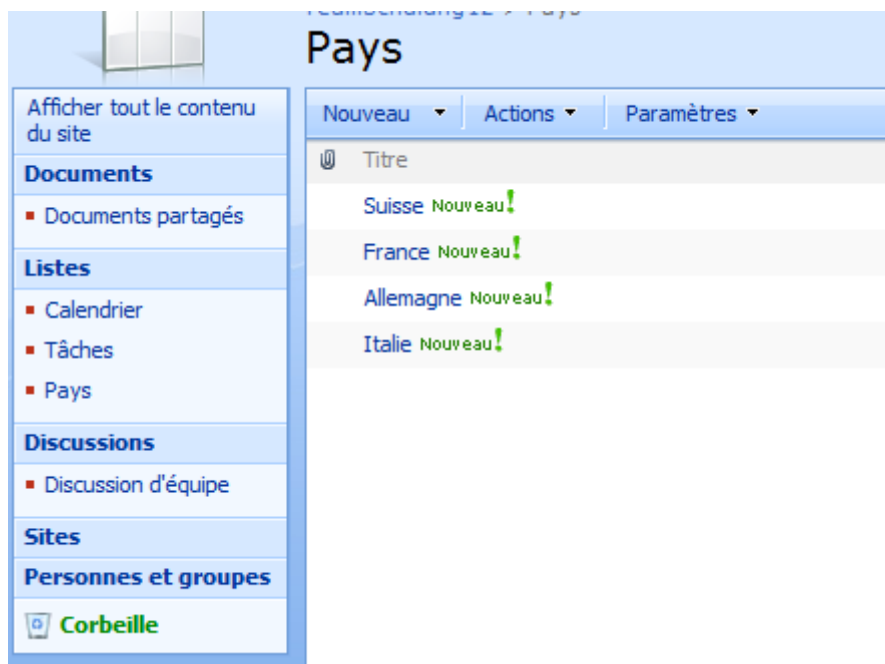 Pays
Afficher tout le contenu
du site
Documents
Documents partagés
Listes
Calendrier
Tâches
Pays
Discussions
Discussion d'équipe
Sites
Personnes et groupes
Corbeille
Nouveau Actions Paramètres
Titre
Suisse Nouveau!
France Nouveau!
Allemagne Nouveau!
Italie Nouveau!